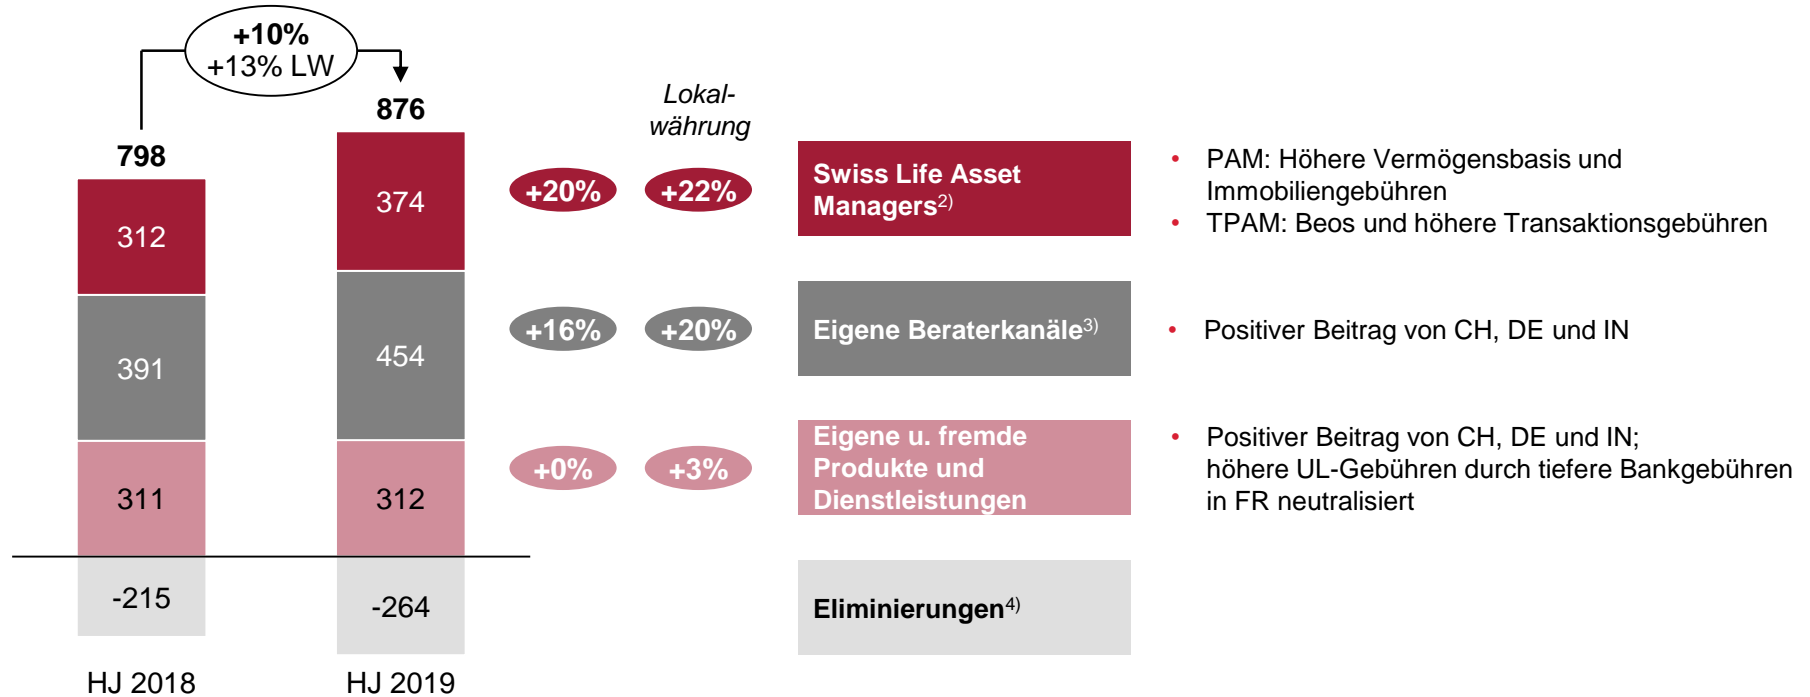 +10%
+13% LW
798
876
Lokal-
währung
312
374
+20%
+22%
Swiss Life Asset
Managers2)
• PAM: Höhere Vermögensbasis und
Immobiliengebühren
• TPAM: Beos und höhere Transaktionsgebühren
391
454
+16%
+20%
Eigene Beraterkanäle3)
• Positiver Beitrag von CH, DE und IN
311
312
+0%
+3%
Eigene u. fremde
Produkte und
Dienstleistungen
• Positiver Beitrag von CH, DE und IN;
höhere UL-Gebühren durch tiefere Bankgebühren
in FR neutralisiert
-215
-264
Eliminierungen4)
HJ 2018
HJ 2019